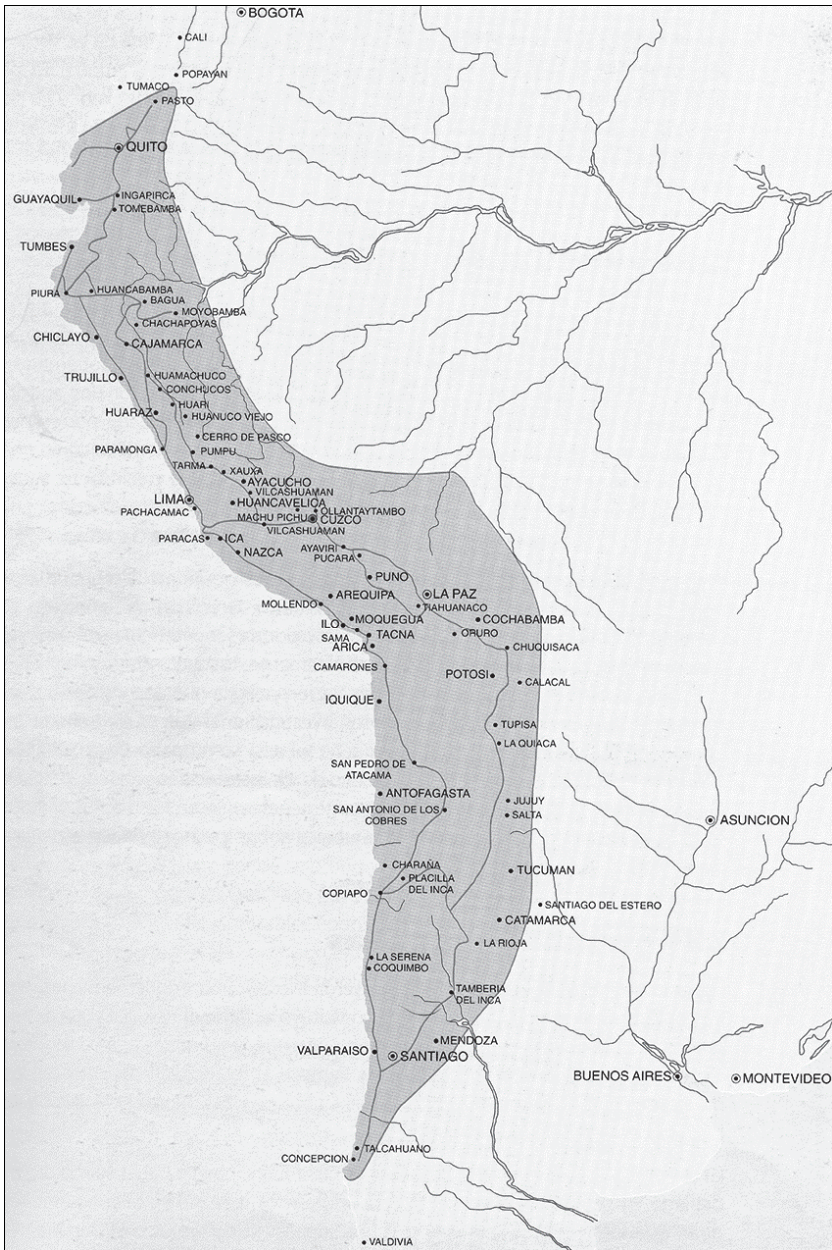 BOGOTA
CALI
POPAYAN
TUMACO
PASTO
QUITO
INGAPIRCA
GUAYAQUIL
TOMEBAMBA
TUMBES
HUANCABAMBA
PIURA
BAGUA
MOYOBAMBA
CHACHAPOYAS
CHICLAYO
CAJAMARCA
HUAMACHUCO
TRUJILLO
CONCHUCOS
HUARI
HUARAZ
HUANUCO VIEJO
CERRO DE PASCO
PARAMONGA
PUMPU
TARMA
XAUXA
AYACUCHO
VILCASHUAMAN
LIMA
HUANCAVELICA
PACHACAMAC
OLLANTAYTAMBO
MACHU PICHU
CUZCO
VILCASHUAMAN
PARACAS
ICA
NAZCA
AYAVIRI
PUCARA
PUNO
AREQUIPA
LA PAZ
MOLLENDO
TIAHUANACO
MOQUEGUA
COCHABAMBA
ILO
SAMA
TACNA
ORURO
ARICA
CHUQUISACA
CAMARONES
POTOSI
CALACAL
IQUIQUE
TUPISA
LA QUIACA
SAN PEDRO DE
ATACAMA
ANTOFAGASTA
JUJUY
SAN ANTONIO DE LOS
COBRES
SALTA
ASUNCION
CHARAÑA
TUCUMAN
PLACILLA
DEL INCA
COPIAPO
SANTIAGO DEL ESTERO
CATAMARCA
LA RIOJA
LA SERENA
COQUIMBO
TAMBERIA
DEL INCA
MENDOZA
VALPARAISO
SANTIAGO
BUENOS AIRES
MONTEVIDEO
TALCAHUANO
CONCEPCION
VALDIVIA